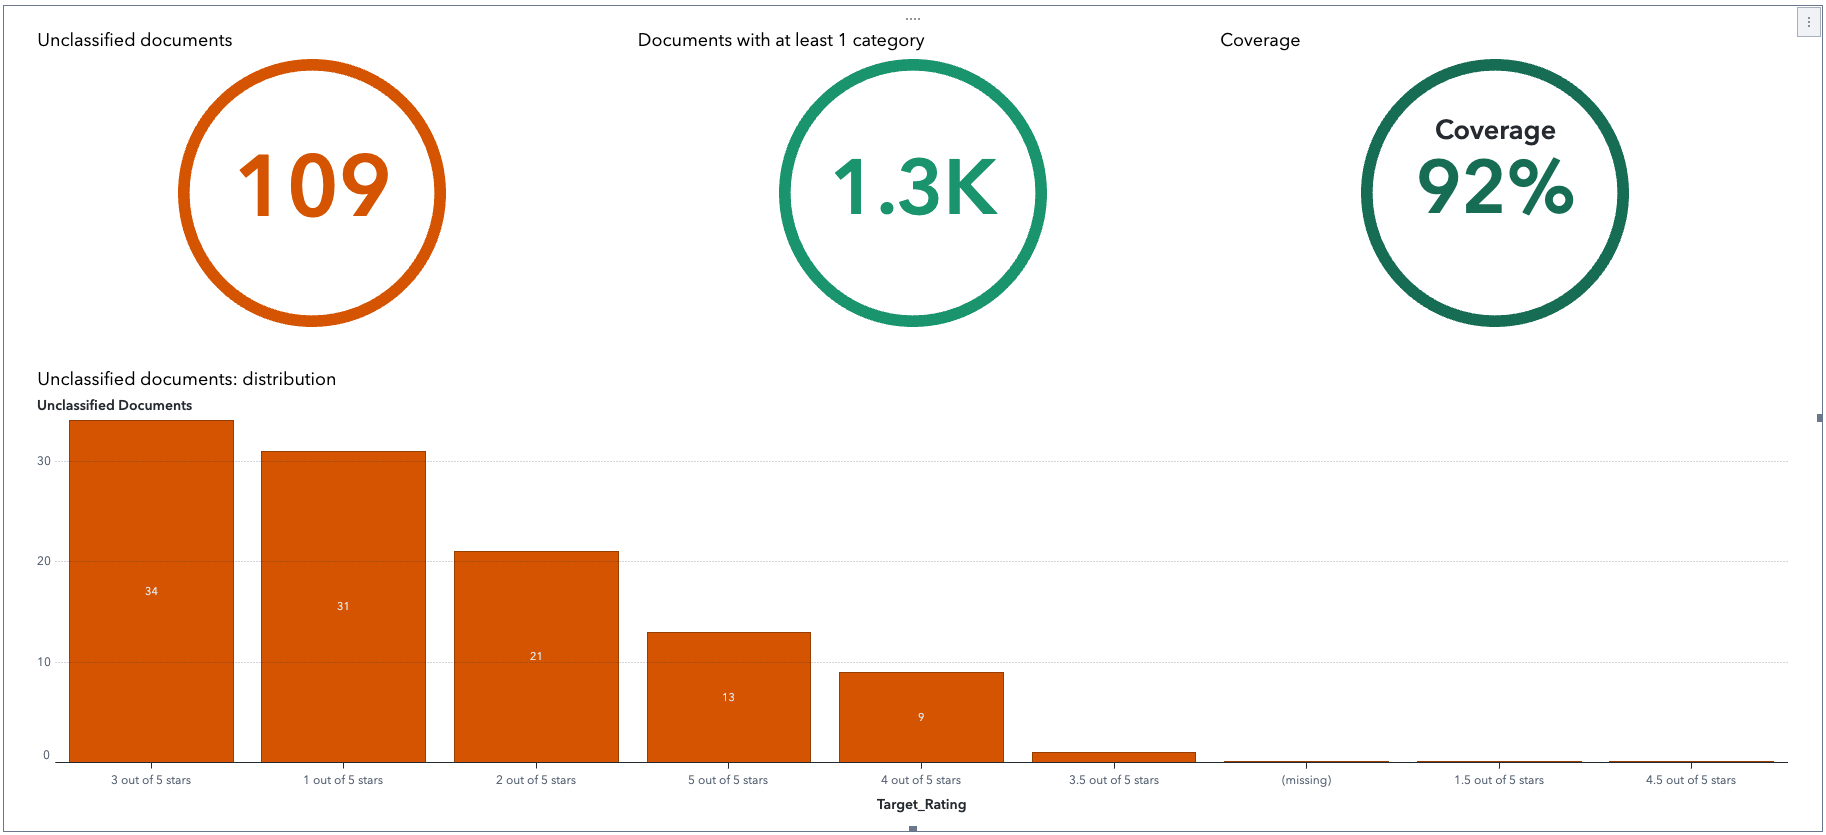 Unclassified documents
Documents with at least 1 category
Coverage
109
1.3K
Coverage
92%
Unclassified documents: distribution
Unclassified Documents
30
20
10
0
34
31
21
13
9
3 out of 5 stars
1 out of 5 stars
2 out of 5 stars
5 out of 5 stars
4 out of 5 stars
3.5 out of 5 stars
(missing)
1.5 out of 5 stars
4.5 out of 5 stars
Target_Rating